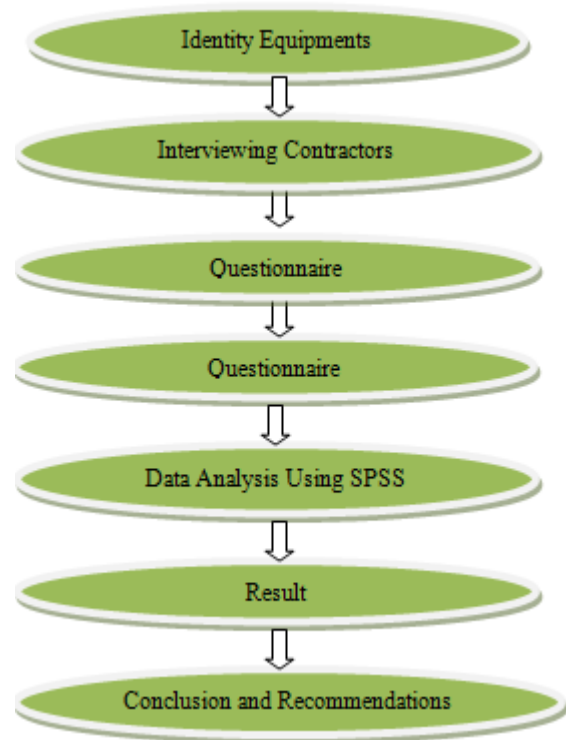 Identity Equipments
Interviewing Contractors
Questionnaire
Questionnaire
Data Analysis Using SPSS
Result
Conclusion and Recommendations